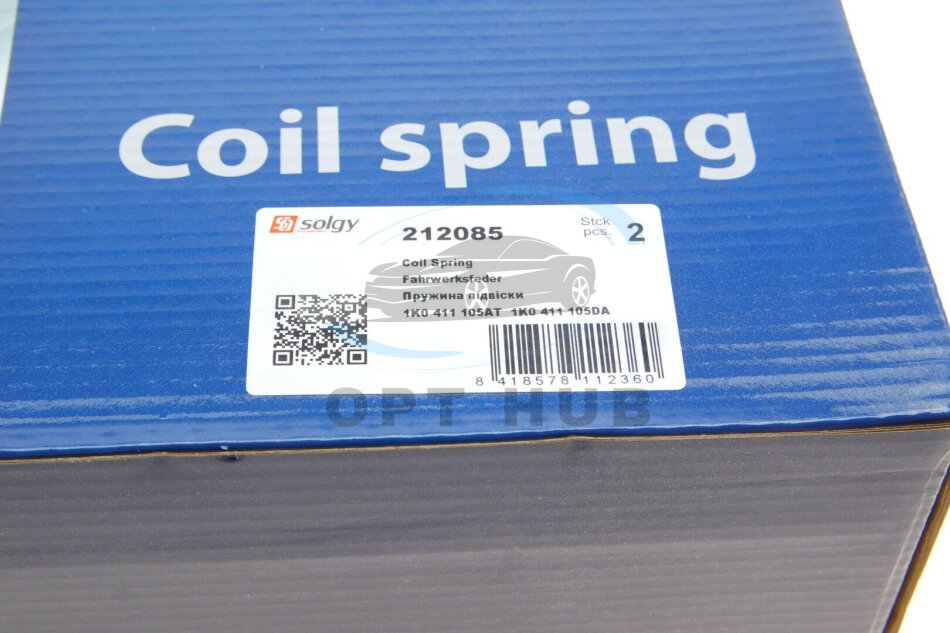 Coil spring
solgy
212085
Stck
pcs. 2
Coil Spring
Fahrwerksfeder
Пружина підвіски
1K0 411 105AT 1K0 411 105DA
8 418578 112360
OPT HUB